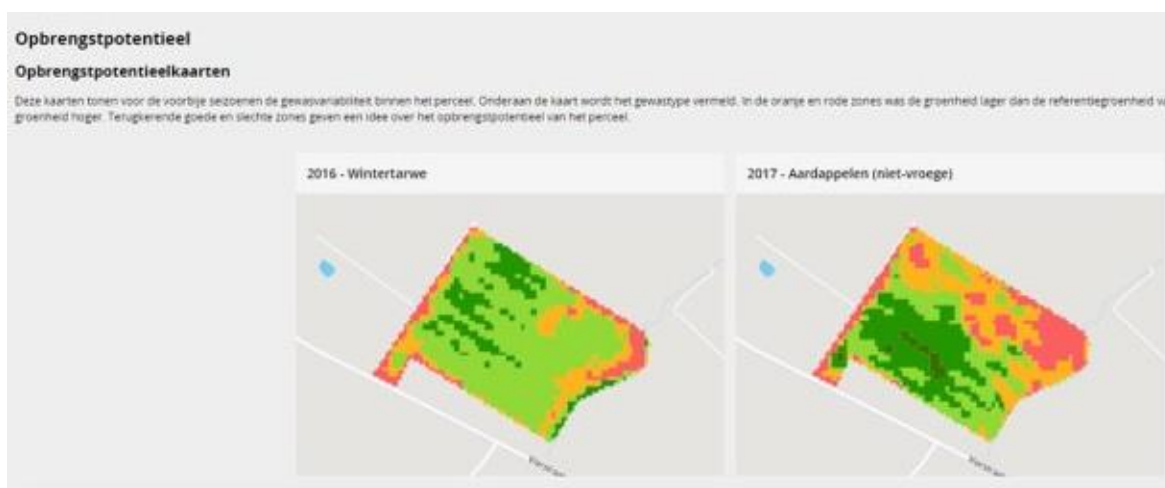 Opbrengstpotentieel
Opbrengstpotentieelkaarten
Deze kaarten tonen voor de voorbije seizoenen de gewasvariabiliteit binnen het perceel. Onderaan de kaart wordt het gewastype vermeld. In de oranje en rode zones was de groenheid lager dan de referentiegroenheid
groenheid hoger. Terugkerende goede en slechte zones geven een idee over het opbrengstpotentieel van het perceel.
2016 - Wintertarwe
2017 - Aardappelen (niet-vroege)